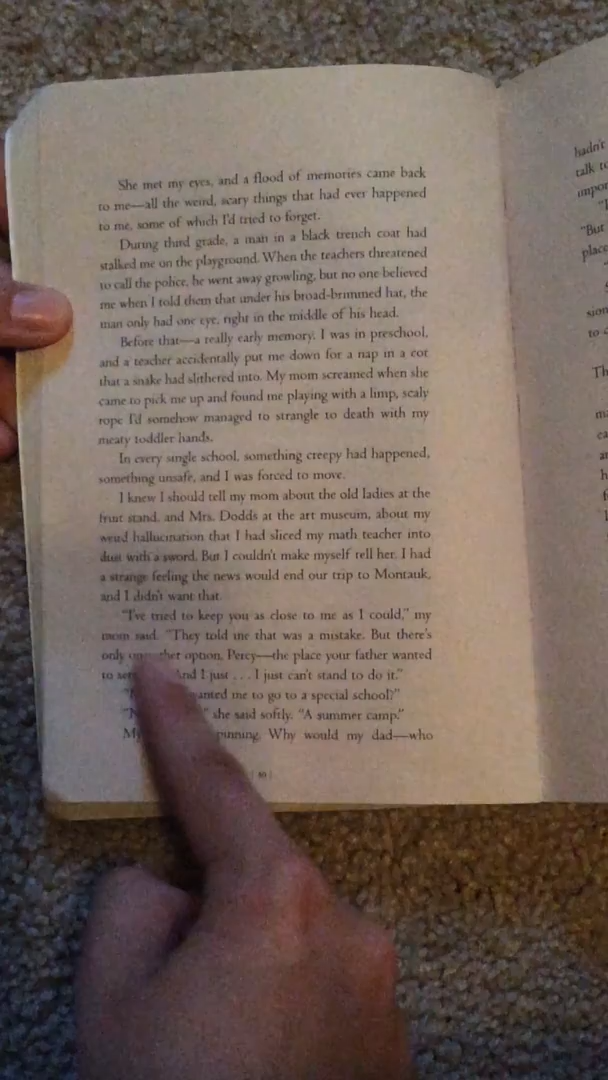 She met my eyes, and a flood of memories came back
to me—all the weird, scary things that had ever happened
to me, some of which I'd tried to forget.
During third grade, a man in a black trench coat had
stalked me on the playground. When the teachers threatened
to call the police, he went away growling, but no one believed
me when I told them that under his broad-brimmed hat, the
man only had one eye, right in the middle of his head.
Before that—a really early memory. I was in preschool,
and a teacher accidentally put me down for a nap in a cot
that a snake had slithered into. My mom screamed when she
came to pick me up and found me playing with a limp, scaly
rope I'd somehow managed to strangle to death with my
meaty toddler hands.
In every single school, something creepy had happened,
something unsafe, and I was forced to move.
I knew I should tell my mom about the old ladies at the
fruit stand, and Mrs. Dodds at the art museum, about my
weird hallucination that I had sliced my math teacher into
dust with a sword. But I couldn't make myself tell her. I had
a strange feeling the news would end our trip to Montauk,
and I didn't want that.
"I've tried to keep you as close to me as I could," my
mom said. "They told me that was a mistake. But there's
only option, Percy—the place your father wanted
to And I just . . . I just can't stand to do it."
me to go to a special school?"
" she said softly. "A summer camp."
My spinning. Why would my dad—who
hadn't
talk to
"But
place
Th